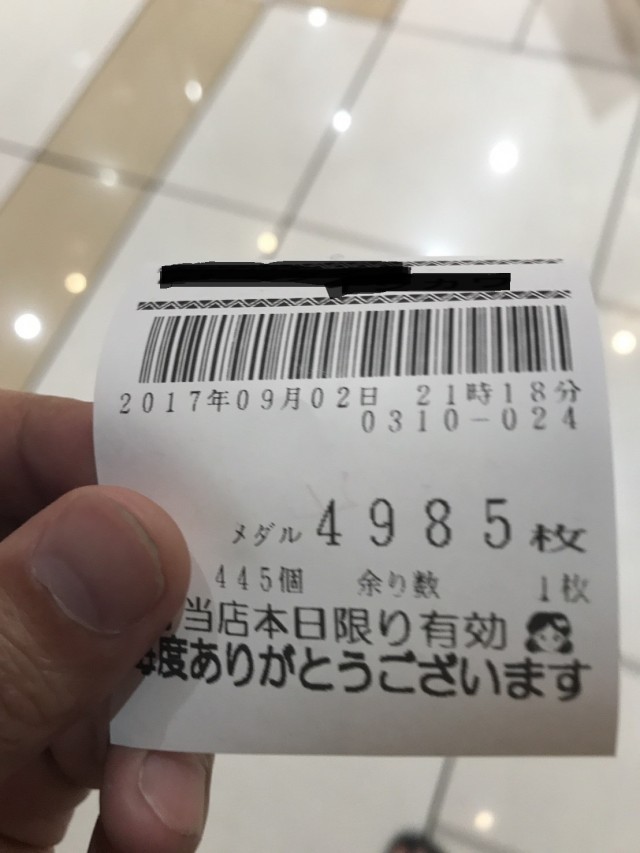 2017年09月02日 21時18分
0310-024
メダル 4985枚
445個 余り数 1枚
当店本日限り有効
毎度ありがとうございます